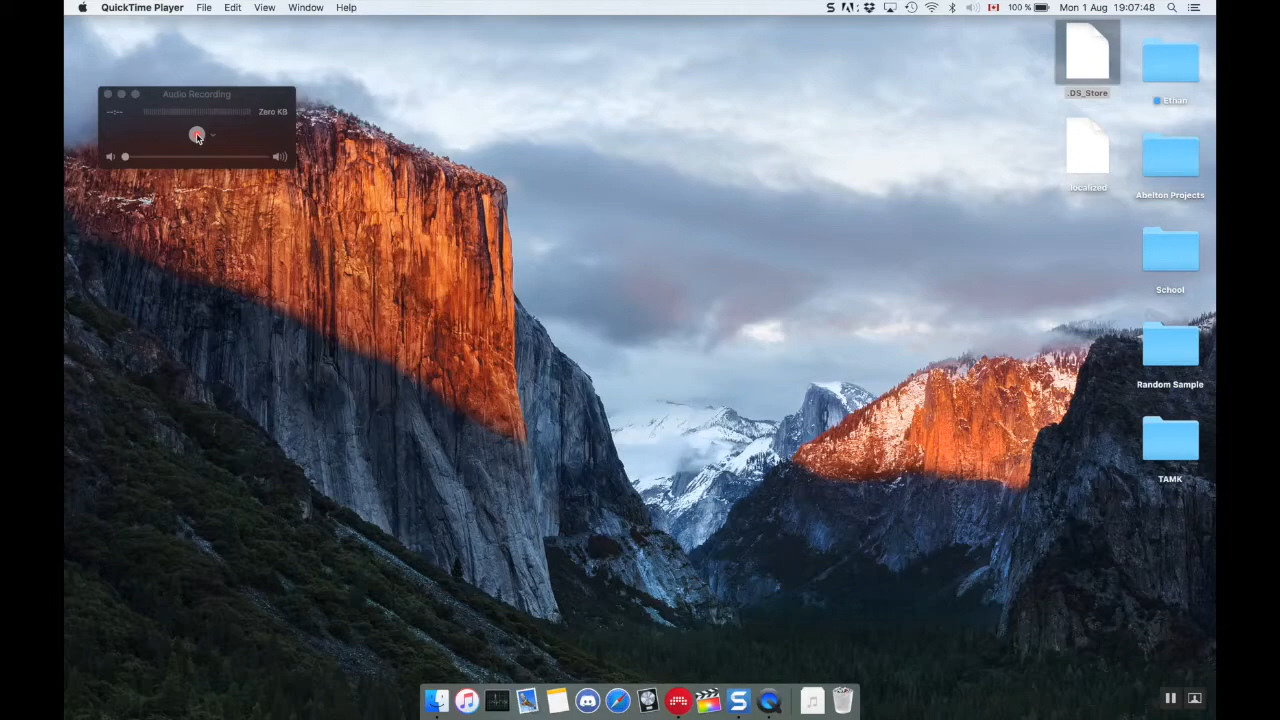 QuickTime Player File Edit View Window Help 100 % Mon 1 Aug 19:07:48
Audio Recording
--:-- Zero KB
.DS_Store
Ethan
localized
Abelton Projects
School
Random Sample
TAMK